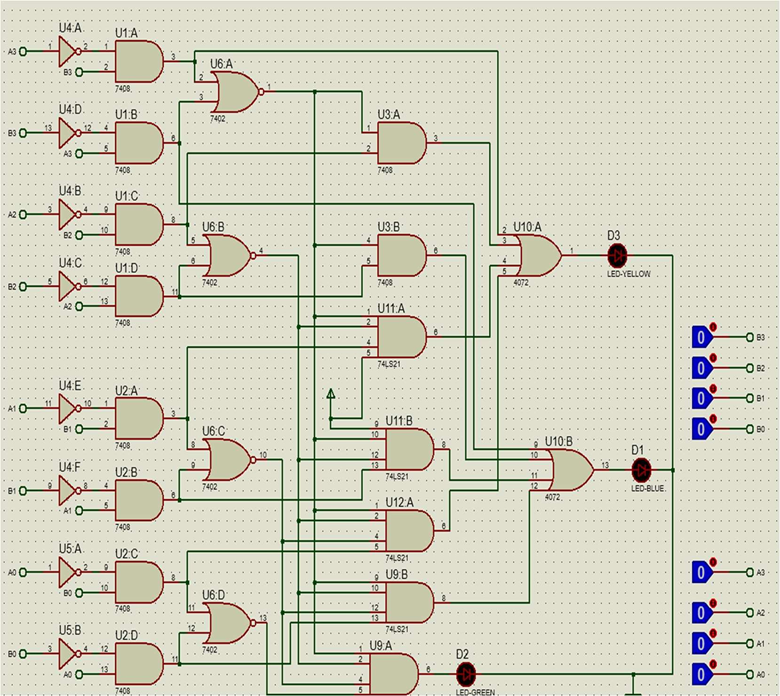 U4:A
A3 1 2 1 U1:A 3
B3 2
7408
U6:A
2
3 1
7402
U4:D
B3 13 12 4 U1:B 6
A3 5
7408
U3:A
1 3
2
7408
U4:B
A2 3 4 9 U1:C 8
B2 10
7408
U6:B
5 4
6
7402
U4:C
B2 5 6 12 U1:D 11
A2 13
7408
U3:B
4 6
5
7408
U10:A
2
3 1
4
5
4072
D3
LED-YELLOW
U11:A
1
2 6
4
5
74LS21
0 B3
0 B2
0 B1
0 B0
U4:E
A1 11 10 1 U2:A 3
B1 2
7408
U6:C
8 10
9
7402
U11:B
9
10 8
12
13
74LS21
U10:B
9
10 13
11
12
4072
D1
LED-BLUE
U4:F
B1 9 8 4 U2:B 6
A1 5
7408
U12:A
1
2 6
4
5
74LS21
U5:A
A0 1 2 9 U2:C 8
B0 10
7408
U9:B
9
10 8
12
13
74LS21
0 A3
0 A2
0 A1
0 A0
U6:D
11 13
12
7402
U5:B
B0 3 4 12 U2:D 11
A0 13
7408
U9:A
1
2 6
4
5
D2
LED-GREEN